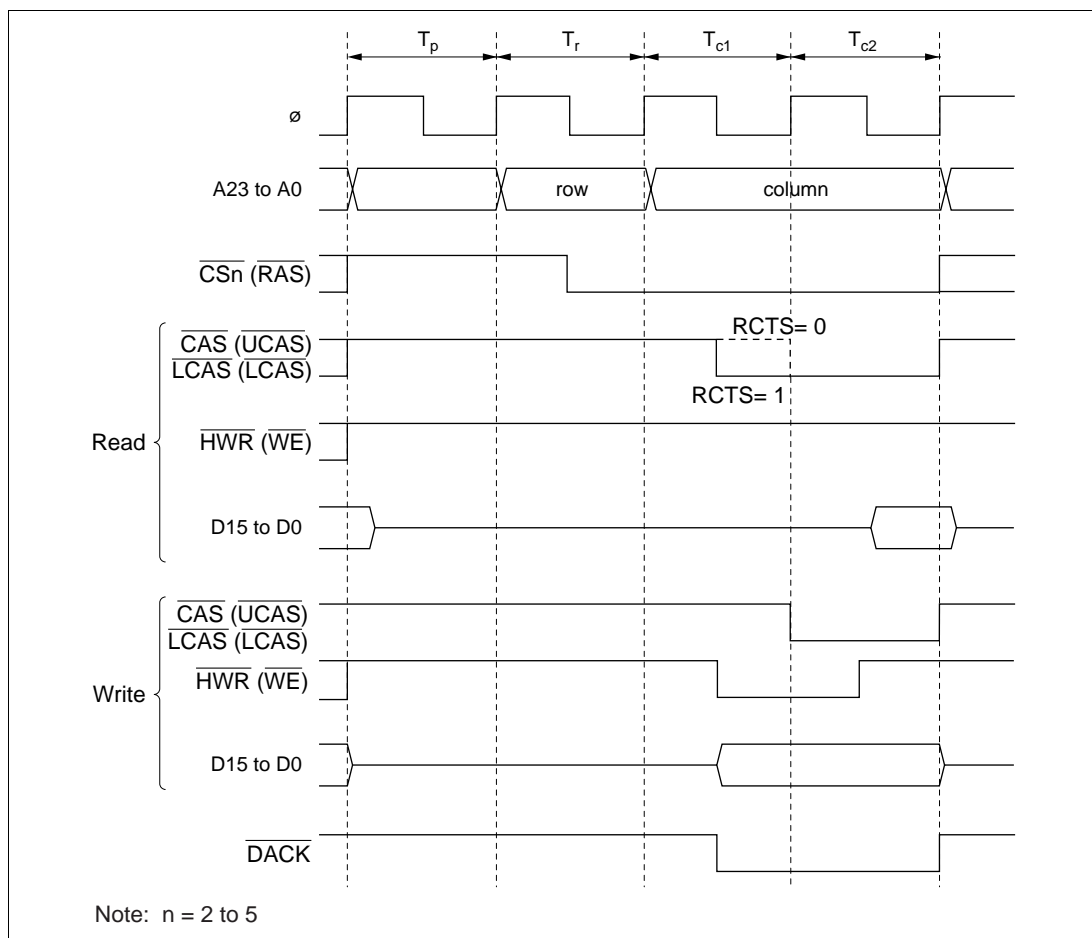 Tp Tr Tc1 Tc2
ø
A23 to A0 row column
CSn (RAS)
RCTS= 0
CAS (UCAS)
LCAS (LCAS)
RCTS= 1
Read
HWR (WE)
D15 to D0
CAS (UCAS)
LCAS (LCAS)
HWR (WE)
Write
D15 to D0
DACK
Note: n = 2 to 5